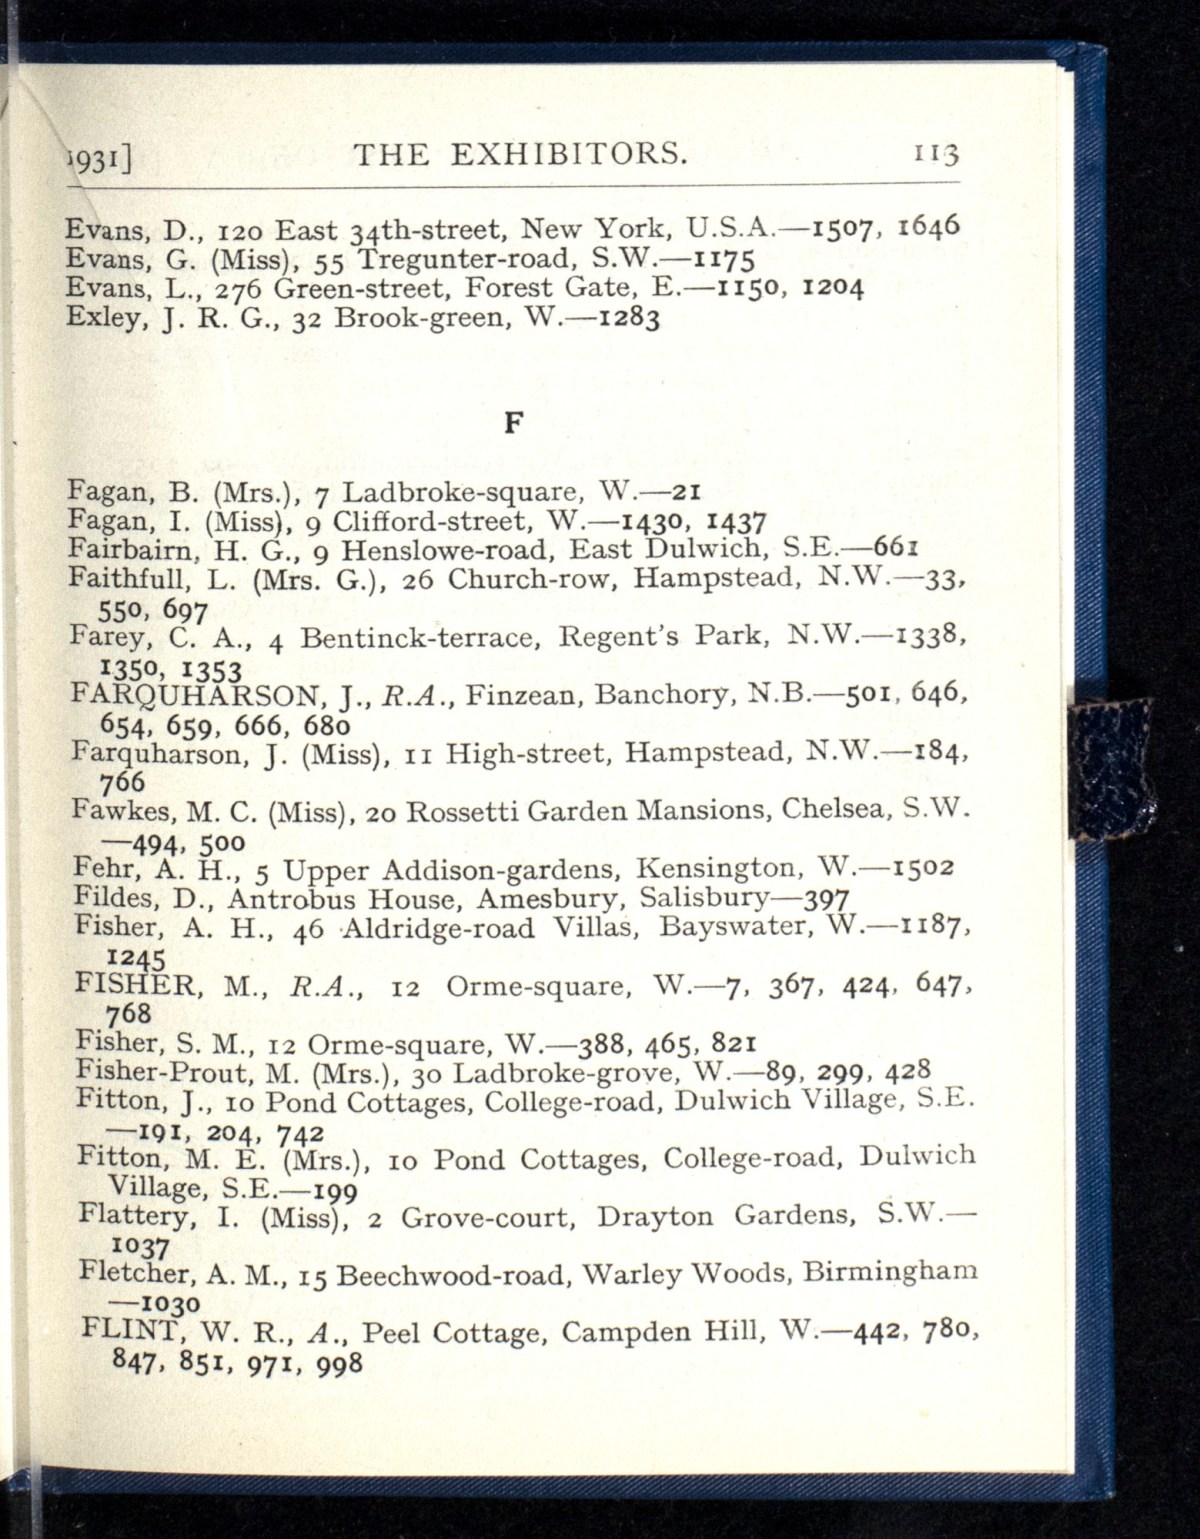 1931] THE EXHIBITORS. 113
Evans, D., 120 East 34th-street, New York, U.S.A.—1507, 1646
Evans, G. (Miss), 55 Tregunter-road, S.W.—1175
Evans, L., 276 Green-street, Forest Gate, E.—1150, 1204
Exley, J. R. G., 32 Brook-green, W.—1283
F
Fagan, B. (Mrs.), 7 Ladbroke-square, W.—21
Fagan, I. (Miss), 9 Clifford-street, W.—1430, 1437
Fairbairn, H. G., 9 Henslowe-road, East Dulwich, S.E.—661
Faithfull, L. (Mrs. G.), 26 Church-row, Hampstead, N.W.—33,
550, 697
Farey, C. A., 4 Bentinck-terrace, Regent's Park, N.W.—1338,
1350, 1353
FARQUHARSON, J., R.A., Finzean, Banchory, N.B.—501, 646,
654, 659, 666, 680
Farquharson, J. (Miss), 11 High-street, Hampstead, N.W.—184,
766
Fawkes, M. C. (Miss), 20 Rossetti Garden Mansions, Chelsea, S.W.
—494, 500
Fehr, A. H., 5 Upper Addison-gardens, Kensington, W.—1502
Fildes, D., Antrobus House, Amesbury, Salisbury—397
Fisher, A. H., 46 Aldridge-road Villas, Bayswater, W.—1187,
1245
FISHER, M., R.A., 12 Orme-square, W.—7, 367, 424, 647,
768
Fisher, S. M., 12 Orme-square, W.—388, 465, 821
Fisher-Prout, M. (Mrs.), 30 Ladbroke-grove, W.—89, 299, 428
Fitton, J., 10 Pond Cottages, College-road, Dulwich Village, S.E.
—191, 204, 742
Fitton, M. E. (Mrs.), 10 Pond Cottages, College-road, Dulwich
Village, S.E.—199
Flattery, I. (Miss), 2 Grove-court, Drayton Gardens, S.W.—
1037
Fletcher, A. M., 15 Beechwood-road, Warley Woods, Birmingham
—1030
FLINT, W. R., A., Peel Cottage, Campden Hill, W.—442, 780,
847, 851, 971, 998